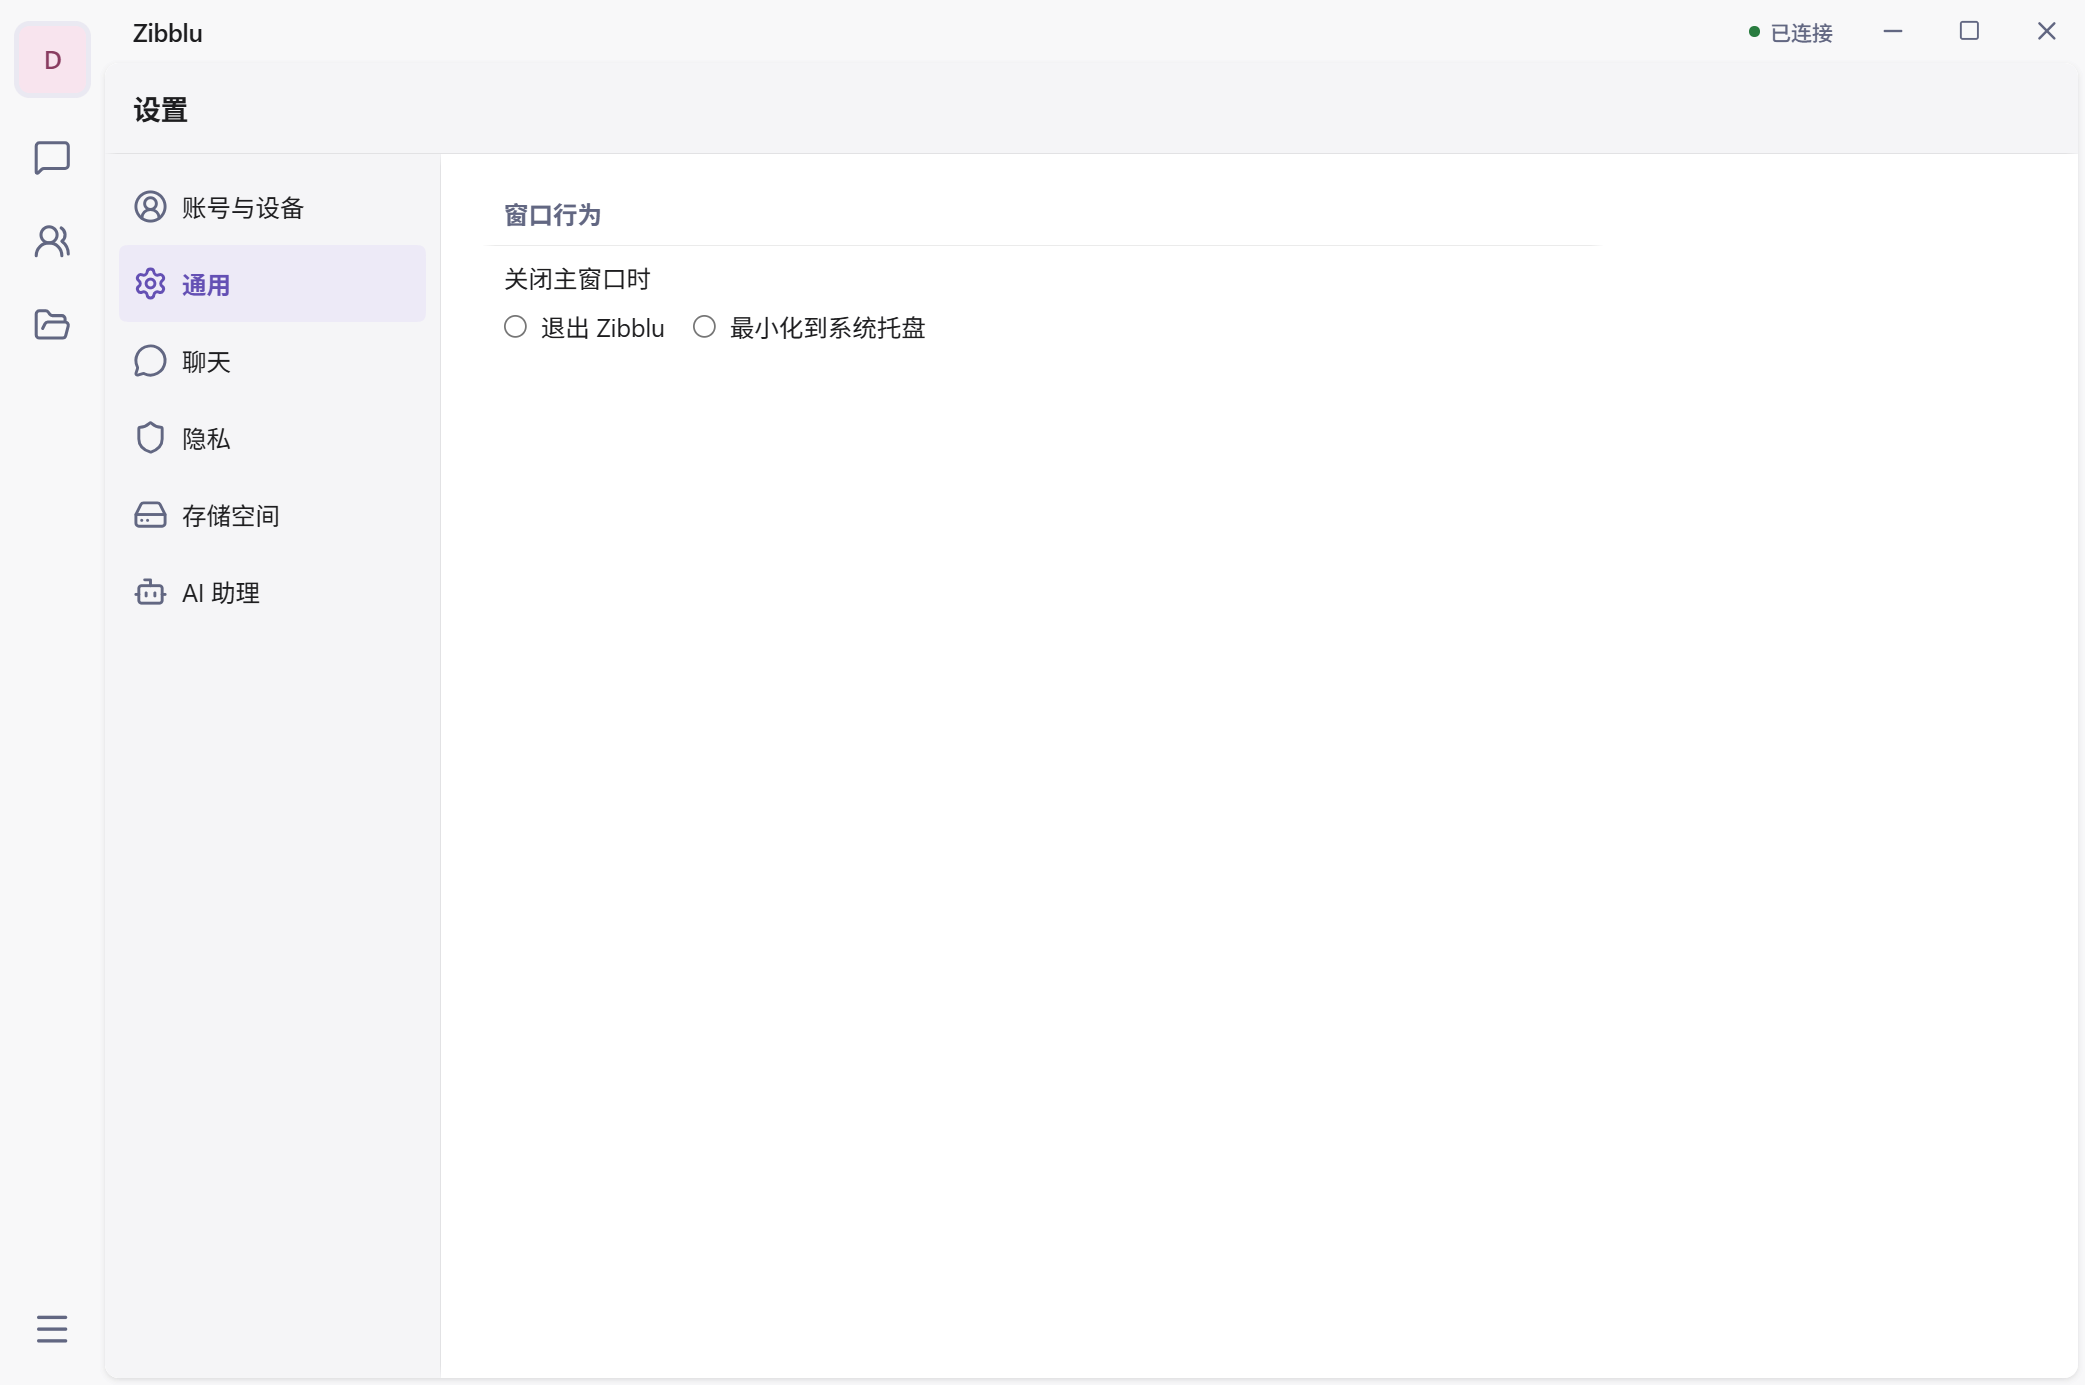 D
Zibblu
已连接
设置
账号与设备
通用
聊天
隐私
存储空间
AI 助理
窗口行为
关闭主窗口时
退出 Zibblu 最小化到系统托盘